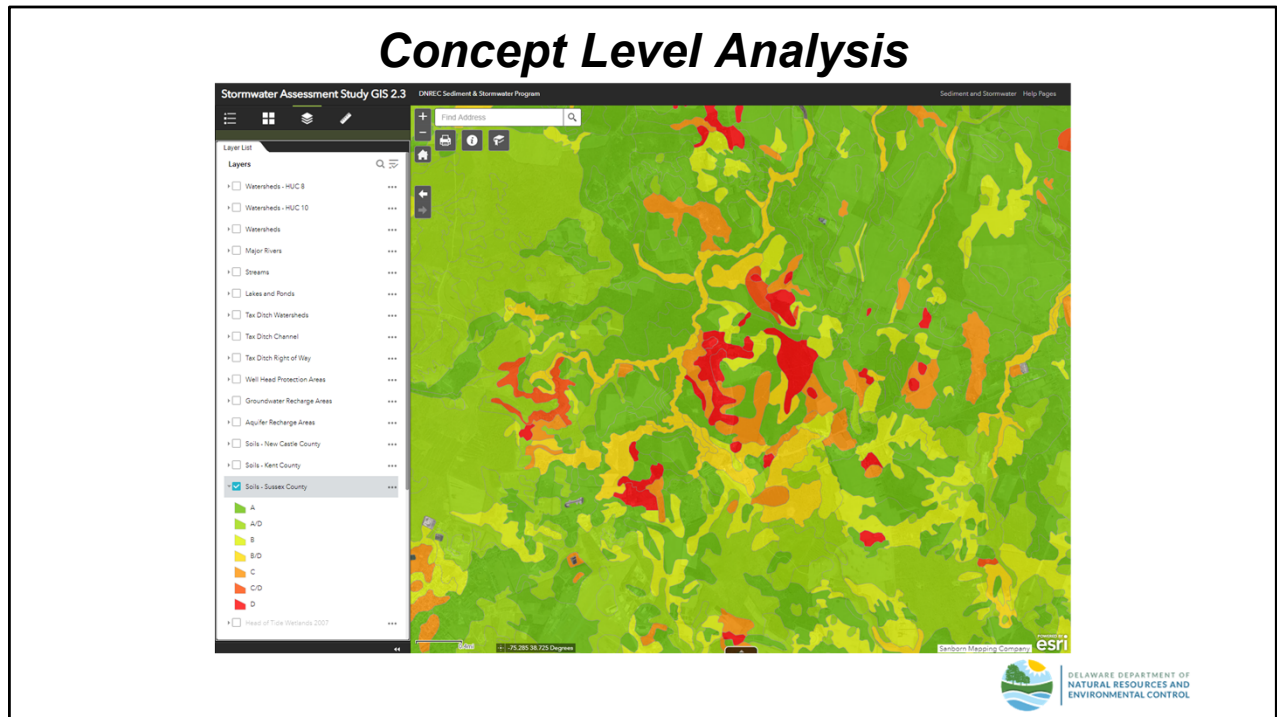 Concept Level Analysis
Stormwater Assessment Study GIS 2.3 DNREC Sediment & Stormwater Program Sediment and Stormwater Help Pages
Find Address
Layer List
Layers
Watersheds - HUC 8
Watersheds - HUC 10
Watersheds
Major Rivers
Streams
Lakes and Ponds
Tax Ditch Watersheds
Tax Ditch Channel
Tax Ditch Right of Way
Well Head Protection Areas
Groundwater Recharge Areas
Aquifer Recharge Areas
Soils - New Castle County
Soils - Kent County
Soils - Sussex County
A
A/D
B
B/D
C
C/D
D
Head of Tide Wetlands 2007
-75.285 38.725 Degrees
Sanborn Mapping Company
POWERED BY
esri
DELAWARE DEPARTMENT OF
NATURAL RESOURCES AND
ENVIRONMENTAL CONTROL